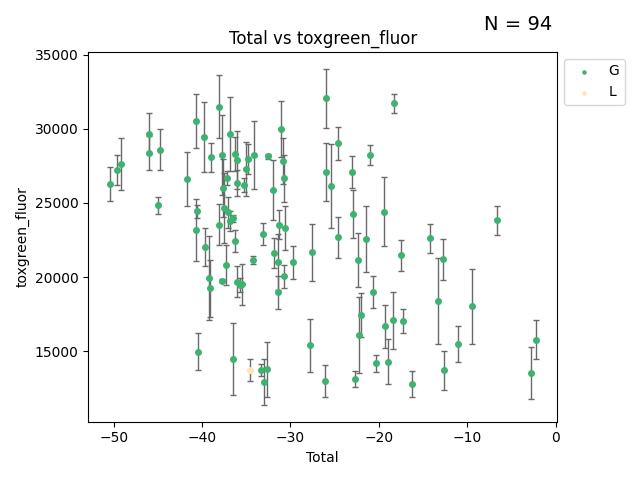 N = 94
Total vs toxgreen_fluor
G
L
toxgreen_fluor
35000
30000
25000
20000
15000
−50 −40 −30 −20 −10 0
Total